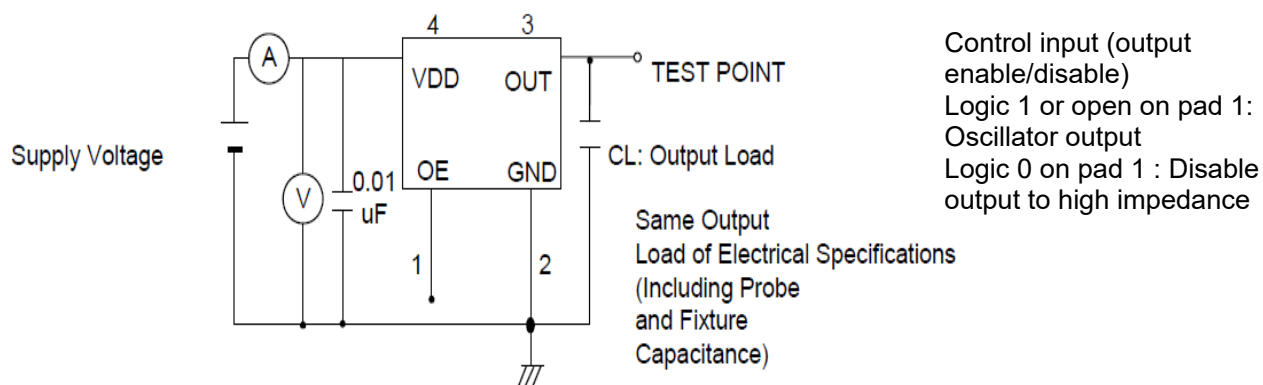 4
3
A
VDD
OUT
TEST POINT
Supply Voltage
OE
GND
CL: Output Load
V
0.01
uF
1
2
Same Output
Load of Electrical Specifications
(Including Probe
and Fixture
Capacitance)
Control input (output
enable/disable)
Logic 1 or open on pad 1:
Oscillator output
Logic 0 on pad 1 : Disable
output to high impedance